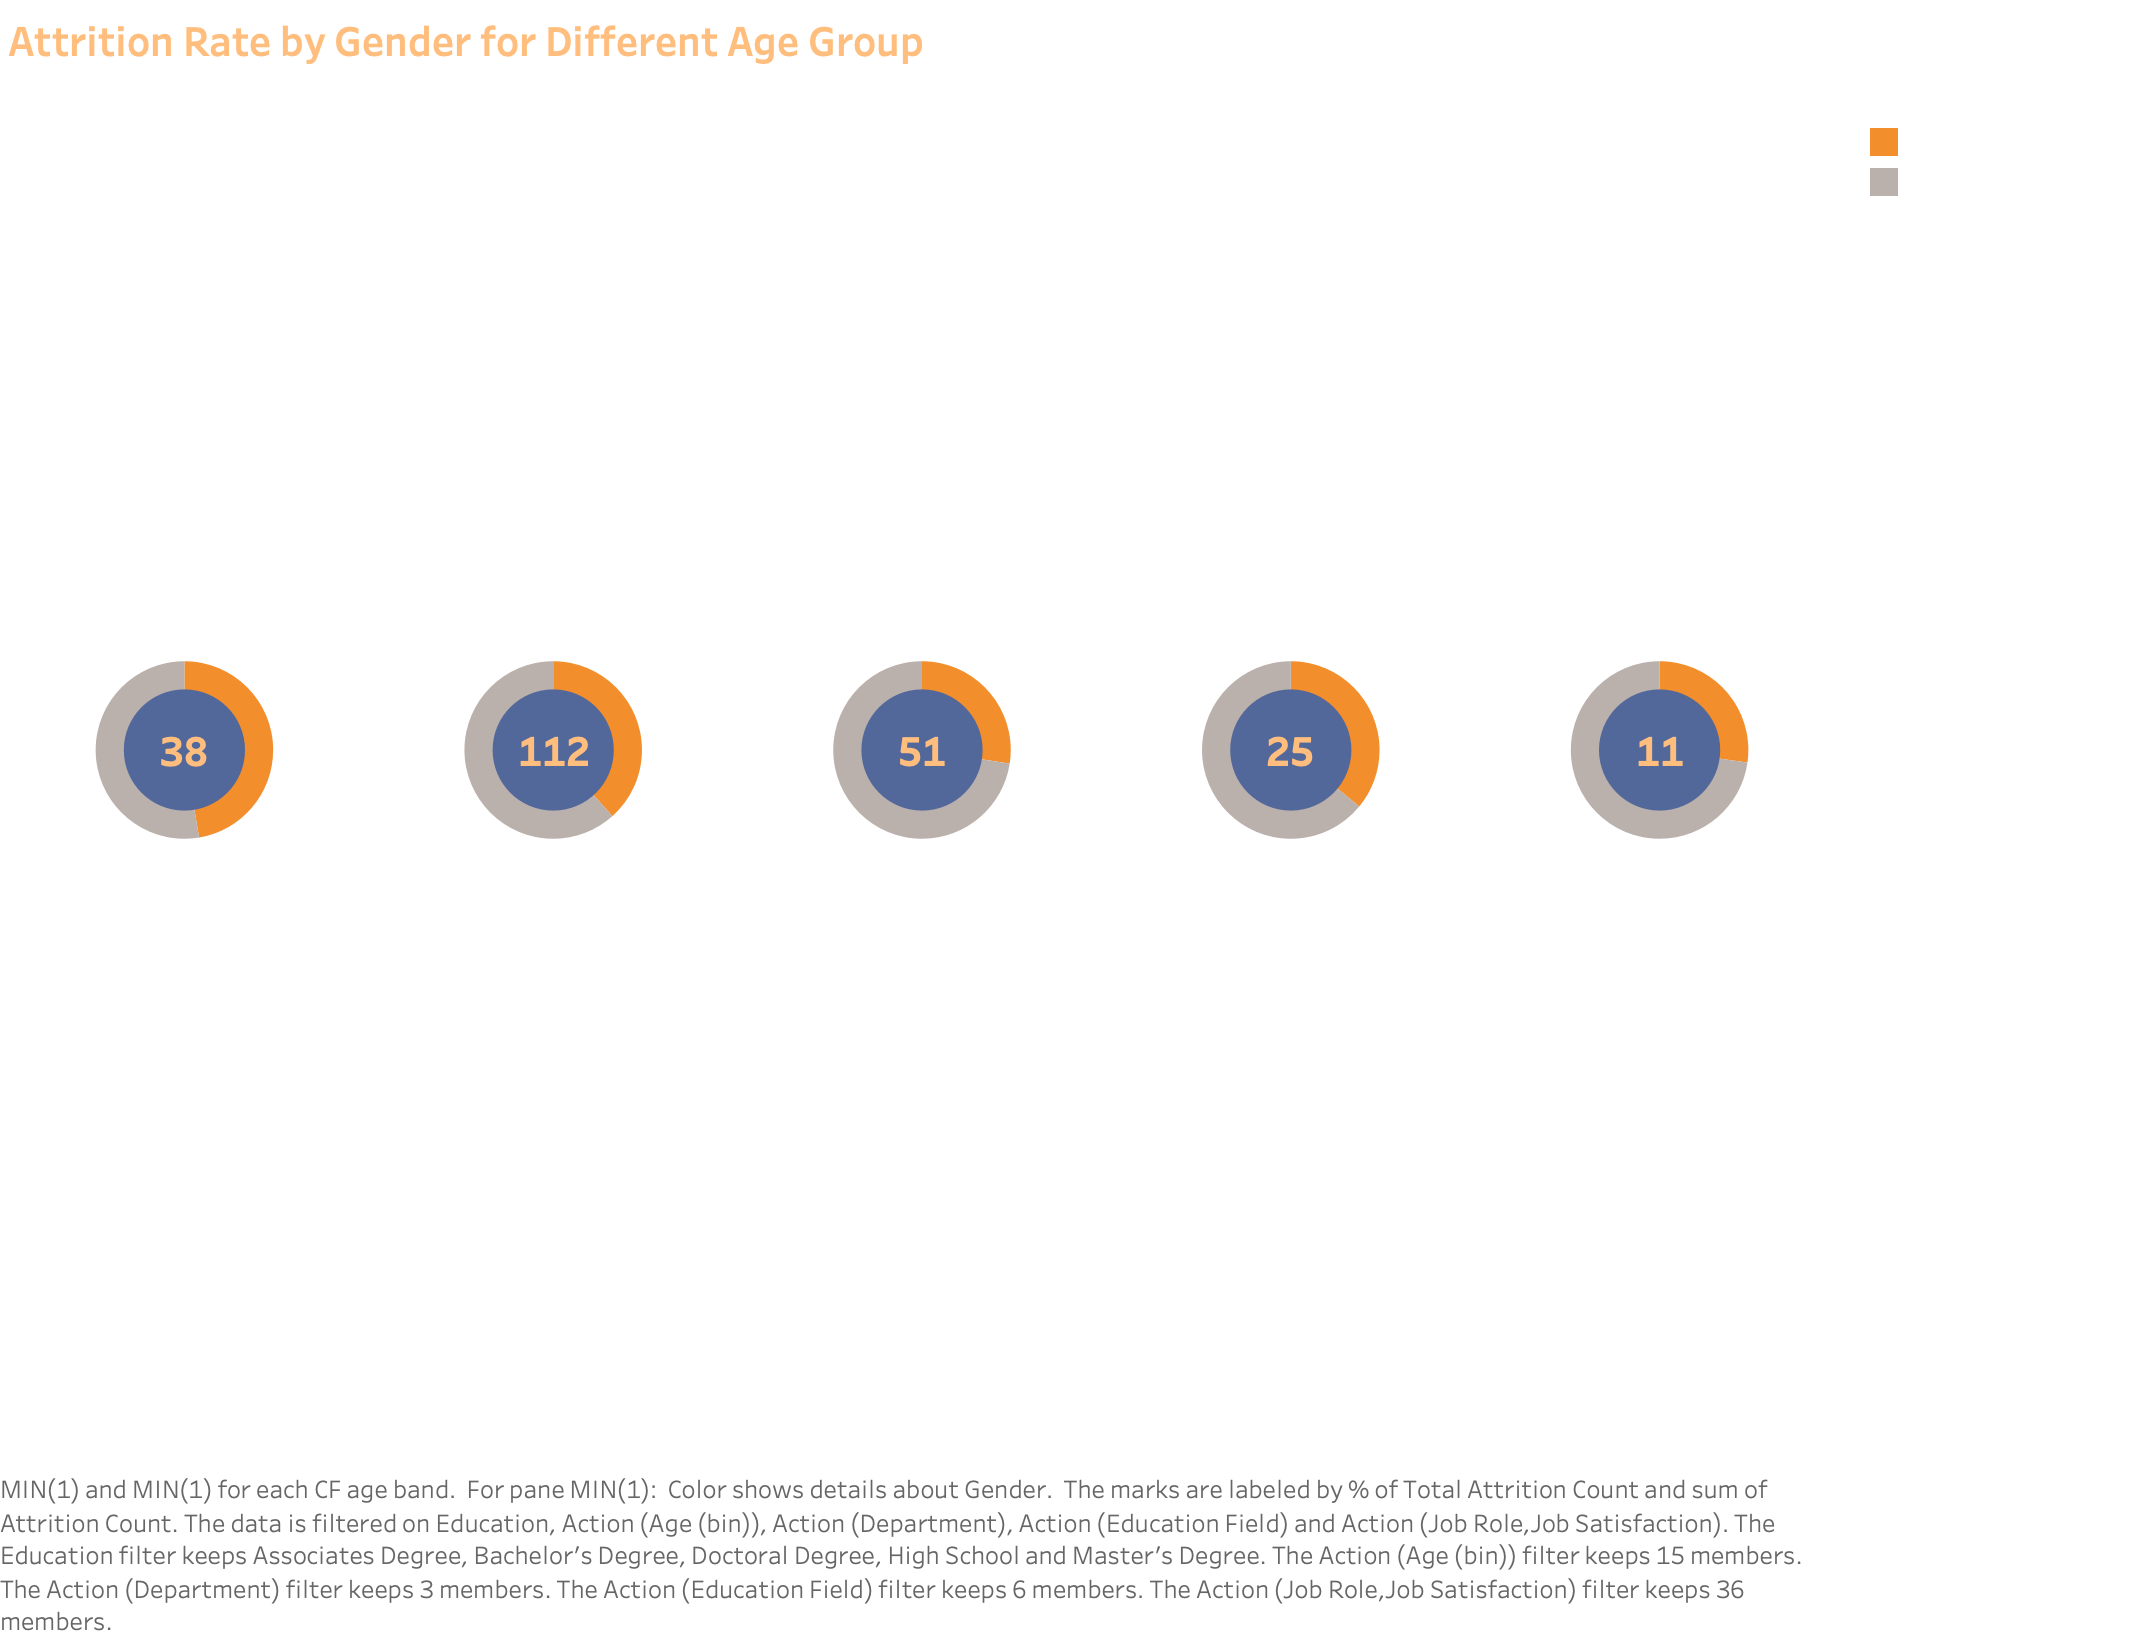 Attrition Rate by Gender for Different Age Group
38
112
51
25
11
MIN(1) and MIN(1) for each CF age band.  For pane MIN(1):  Color shows details about Gender.  The marks are labeled by % of Total Attrition Count and sum of
Attrition Count. The data is filtered on Education, Action (Age (bin)), Action (Department), Action (Education Field) and Action (Job Role,Job Satisfaction). The
Education filter keeps Associates Degree, Bachelor’s Degree, Doctoral Degree, High School and Master’s Degree. The Action (Age (bin)) filter keeps 15 members.
The Action (Department) filter keeps 3 members. The Action (Education Field) filter keeps 6 members. The Action (Job Role,Job Satisfaction) filter keeps 36
members.